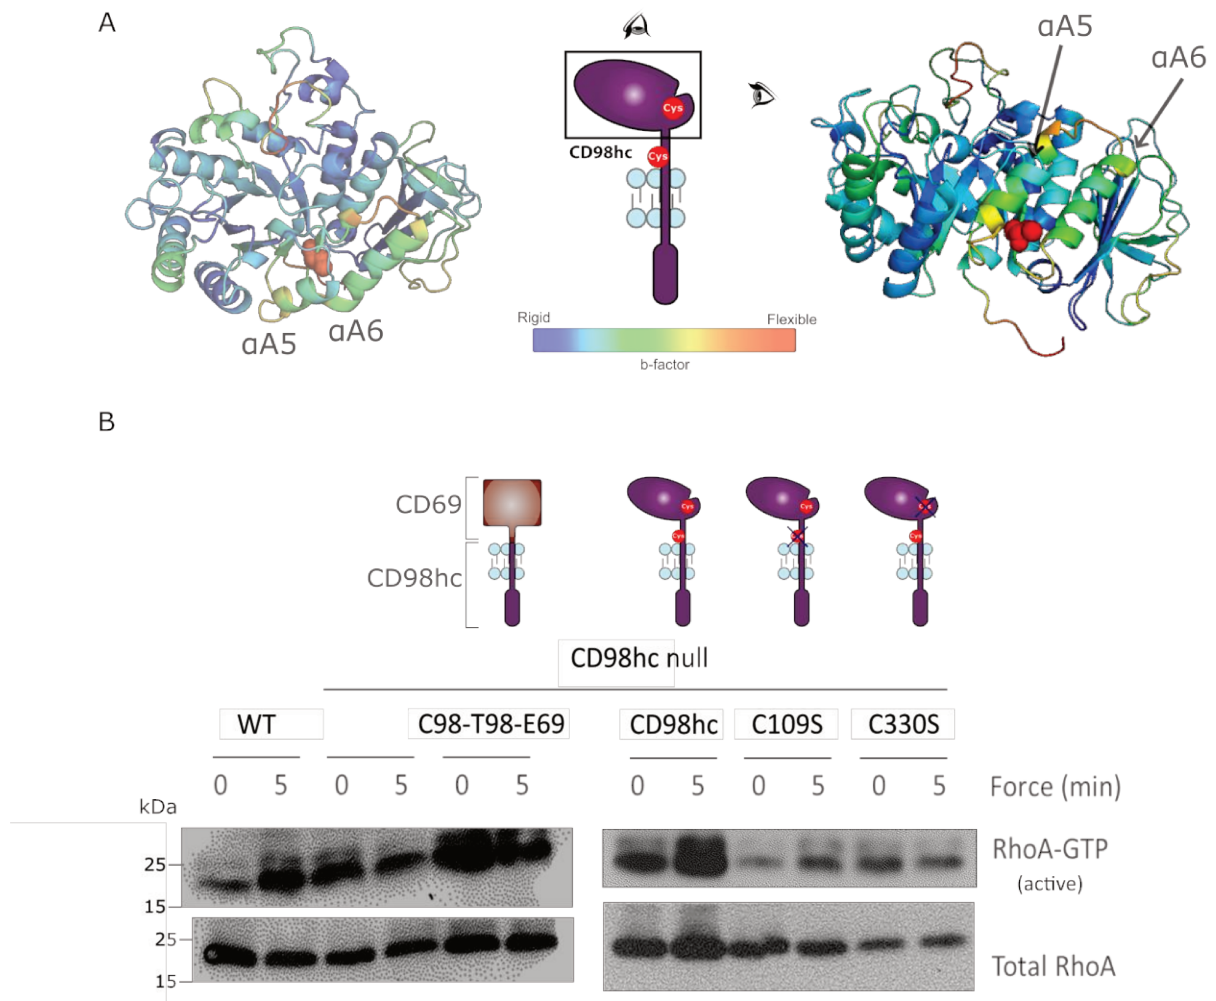 A
αA5
αA6
Cys
CD98hc
Cys
Rigid
Flexible
b-factor
αA5
αA6
B
CD69
CD98hc
Cys
Cys
Cys
Cys
Cys
CD98hc null
WT
C98-T98-E69
CD98hc
C109S
C330S
0 5 0 5 0 5 0 5 0 5 0 5
Force (min)
kDa
25
15
RhoA-GTP
(active)
25
15
Total RhoA